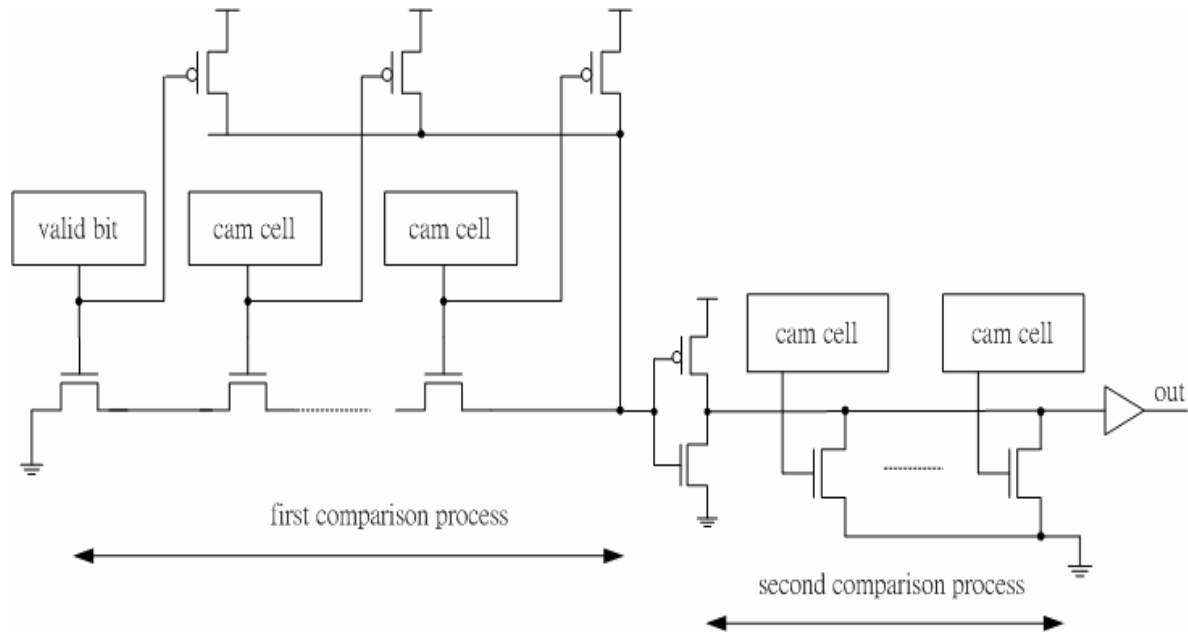 valid bit
cam cell
cam cell
cam cell
cam cell
out
first comparison process
second comparison process